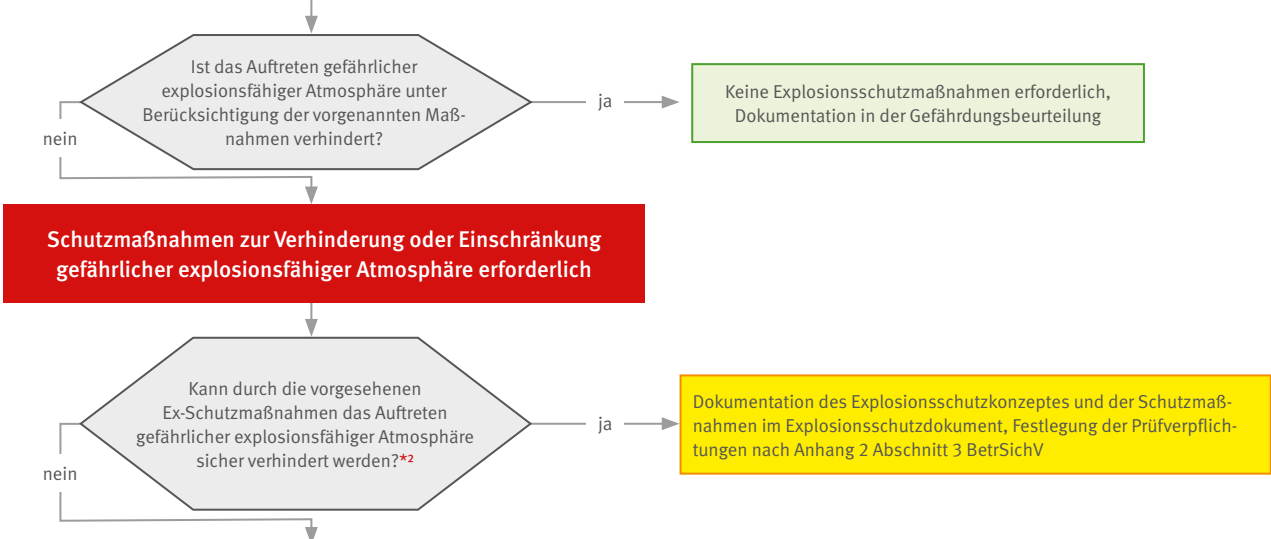 Ist das Auftreten gefährlicher
explosionsfähiger Atmosphäre unter
Berücksichtigung der vorgenannten Maß-
nahmen verhindert?
ja
Keine Explosionsschutzmaßnahmen erforderlich,
Dokumentation in der Gefährdungsbeurteilung
nein
Schutzmaßnahmen zur Verhinderung oder Einschränkung
gefährlicher explosionsfähiger Atmosphäre erforderlich
Kann durch die vorgesehenen
Ex-Schutzmaßnahmen das Auftreten
gefährlicher explosionsfähiger Atmosphäre
sicher verhindert werden?*²
ja
Dokumentation des Explosionsschutzkonzeptes und der Schutzmaß-
nahmen im Explosionsschutzdokument, Festlegung der Prüfverpflich-
tungen nach Anhang 2 Abschnitt 3 BetrSichV
nein